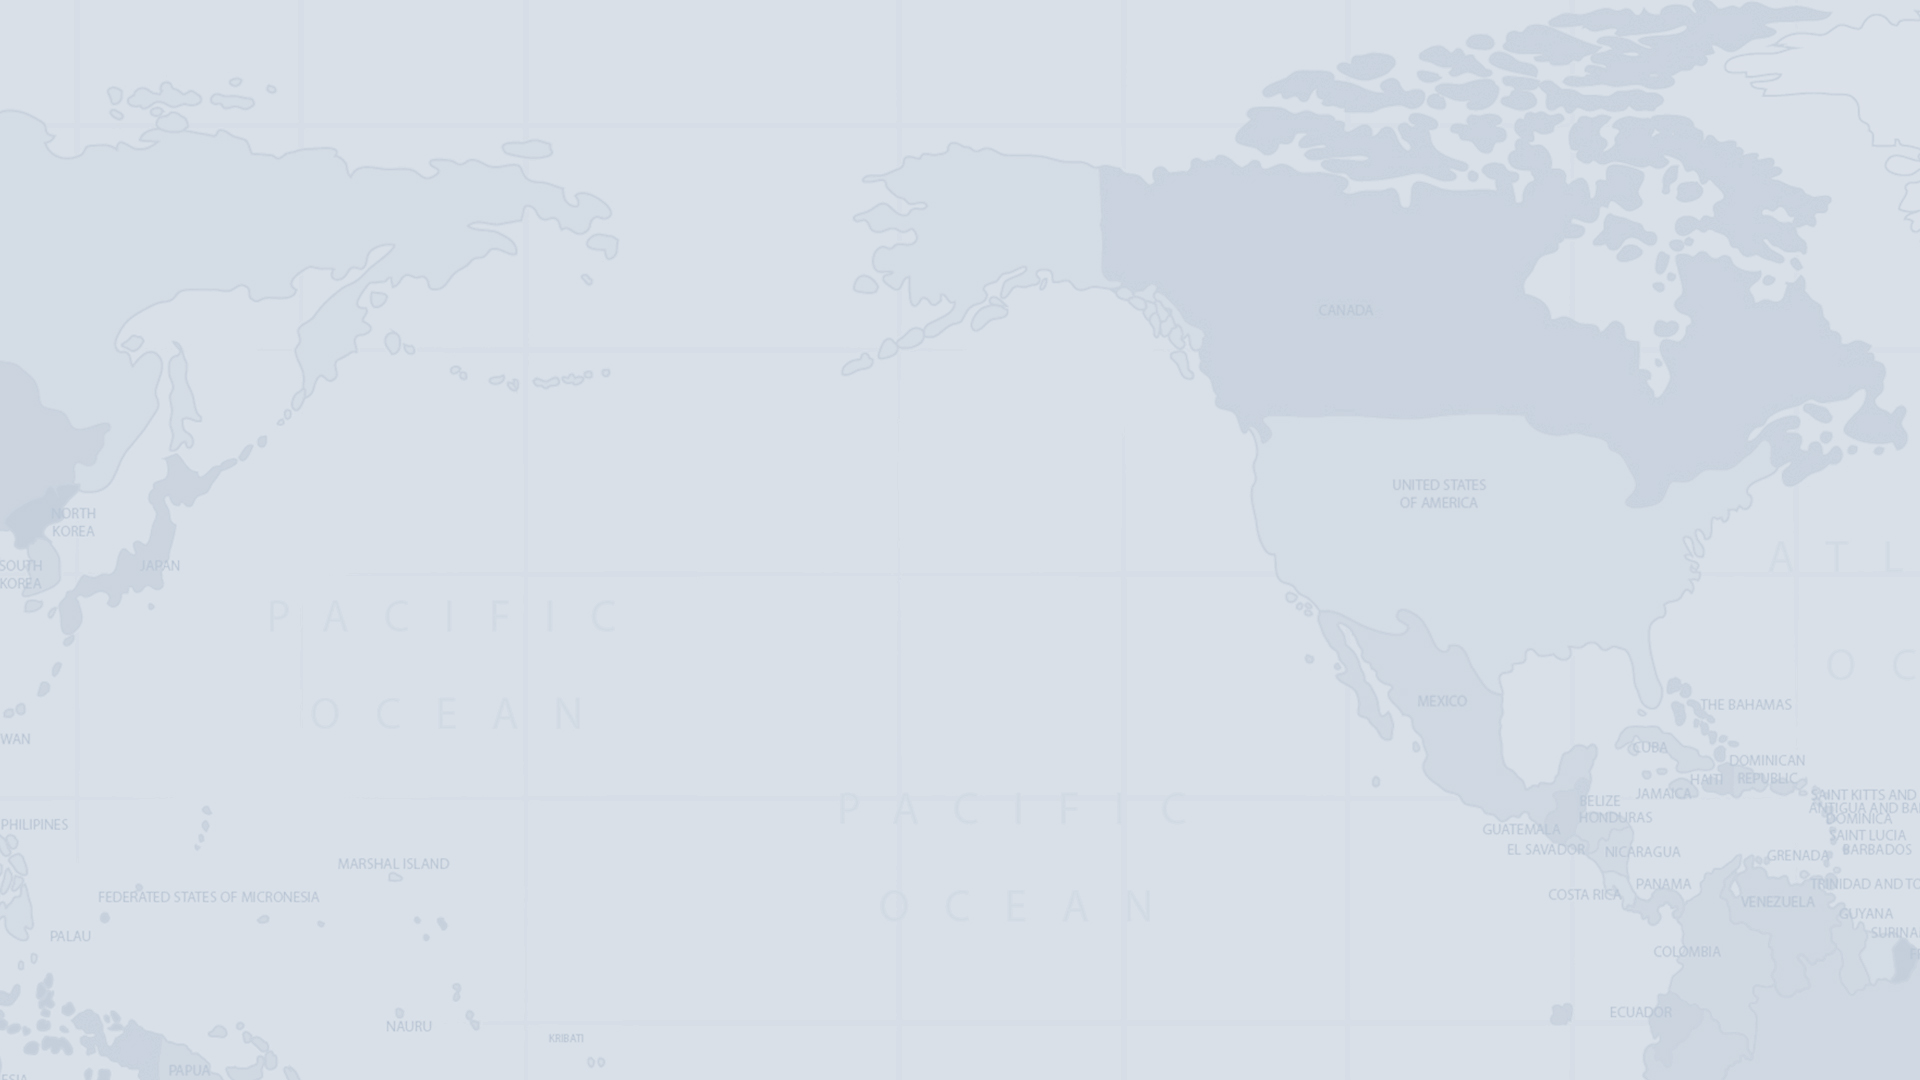 CANADA
UNITED STATES
OF AMERICA
NORTH
KOREA
SOUTH
KOREA
JAPAN
ATL
PACIFIC
OCEAN
OC
MEXICO
THE BAHAMAS
WAN
CUBA
DOMINICAN
REPUBLIC
HAITI
JAMAICA
SAINT KITTS AND
ANTIGUA AND BA
DOMINICA
SAINT LUCIA
BARBADOS
BELIZE
HONDURAS
PACIFIC
OCEAN
PHILIPINES
GUATEMALA
EL SAVADOR
NICARAGUA
GRENADA
MARSHAL ISLAND
FEDERATED STATES OF MICRONESIA
COSTA RICA
PANAMA
TRINIDAD AND TO
VENEZUELA
GUYANA
SURINA
PALAU
COLOMBIA
ECUADOR
NAURU
KRIBATI
PAPUA
ESIA